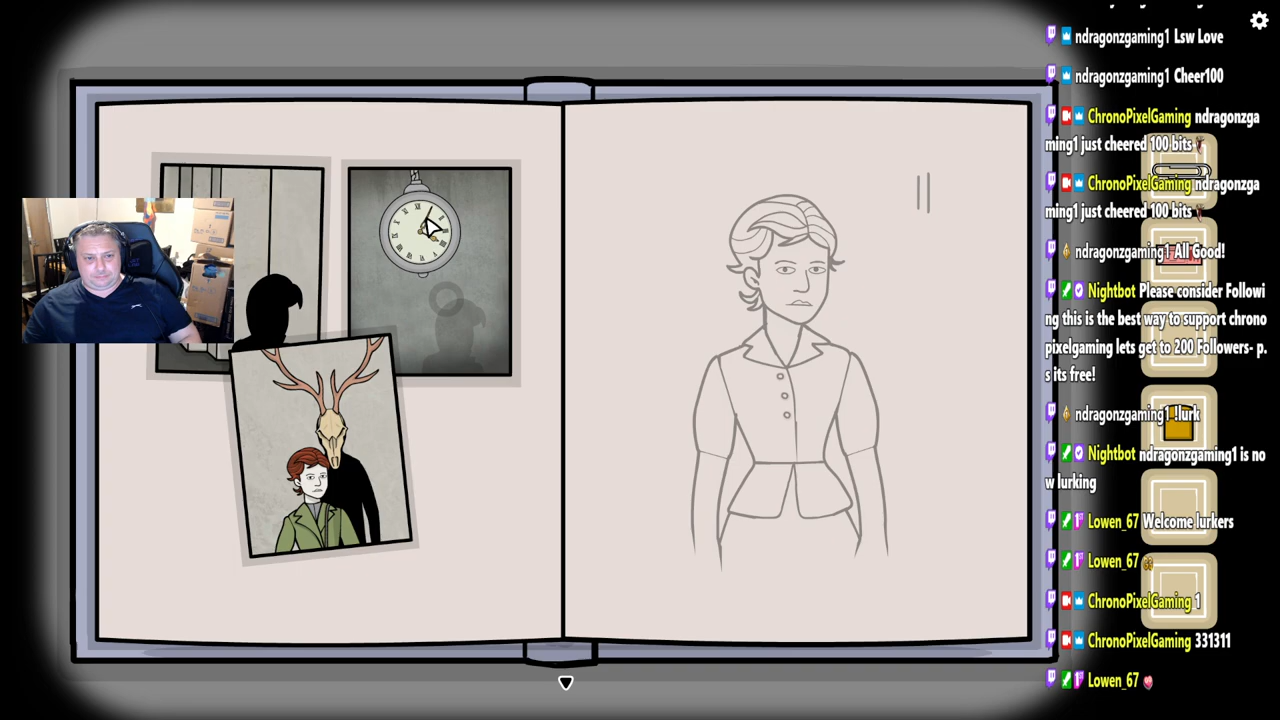 ndragonzgaming1 Lsw Love
ndragonzgaming1 Cheer100
ChronoPixelGaming ndragonzga
ming1 just cheered 100 bits
ChronoPixelGaming ndragonzga
ming1 just cheered 100 bits
ndragonzgaming1 All Good!
Nightbot Please consider Followi
ng this is the best way to support chrono
pixelgaming lets get to 200 Followers- p.
s its free!
ndragonzgaming1 !lurk
Nightbot ndragonzgaming1 is no
w lurking
Lowen_67 Welcome lurkers
Lowen_67
ChronoPixelGaming 1
ChronoPixelGaming 331311
Lowen_67